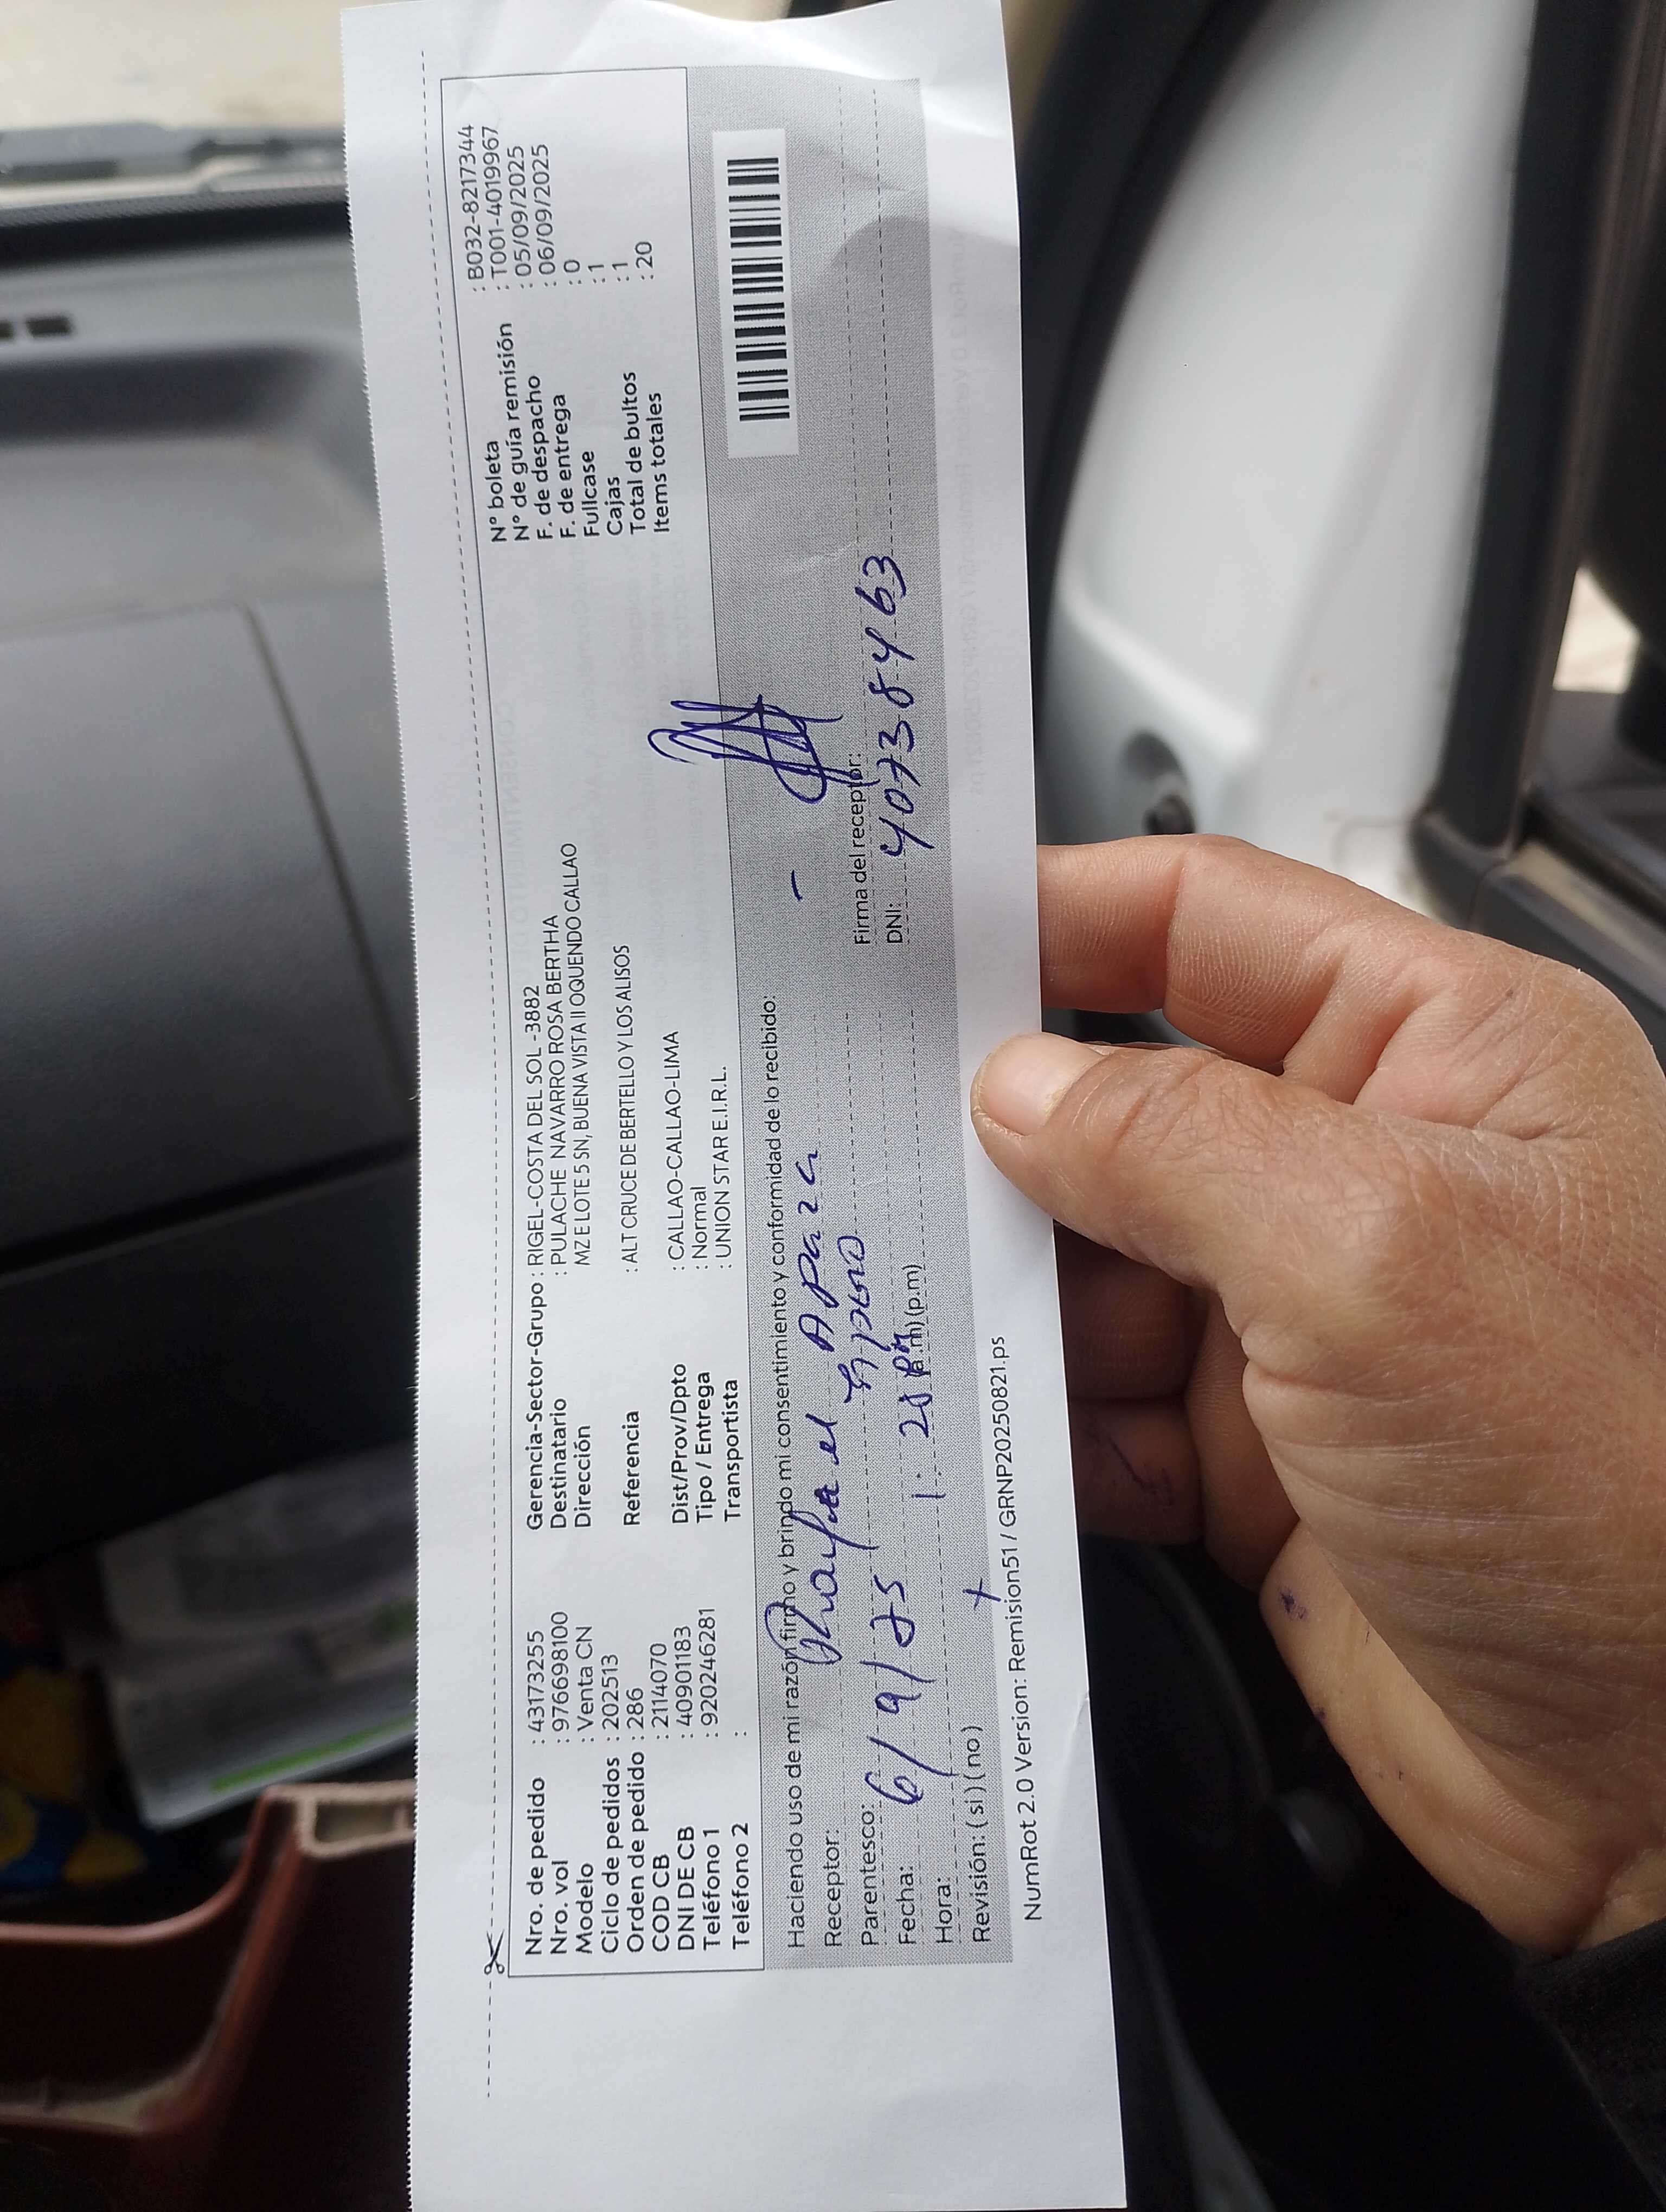 Nro. de pedido : 43173255
Nro. vol : 976698100
Modelo : Venta CN
Ciclo de pedidos : 202513
Orden de pedido : 286
COD CB : 2114070
DNI DE CB : 40901183
Teléfono 1 : 920246281
Teléfono 2 :
Gerencia-Sector-Grupo : RIGEL-COSTA DEL SOL -3882
Destinatario : PULACHE NAVARRO ROSA BERTHA
Dirección MZ E LOTE 5 SN, BUENA VISTA II OQUENDO CALLAO
Referencia : ALT CRUCE DE BERTELLO Y LOS ALISOS
Dist/Prov/Dpto : CALLAO-CALLAO-LIMA
Tipo / Entrega : Normal
Transportista : UNION STAR E.I.R.L.
N° boleta : B032-8217344
N° de guía remisión : T001-4019967
F. de despacho : 05/09/2025
F. de entrega : 06/09/2025
Fullcase : 0
Cajas : 1
Total de bultos : 1
Items totales : 20
Haciendo uso de mi razón firmo y brindo mi consentimiento y conformidad de lo recibido:
Receptor: Rhafael Apaza
Parentesco:
Fecha: 6/9/25
Hora: 1: 28 PM (a.m) (p.m)
Revisión: ( si ) ( no )
Firma del receptor:
DNI: 40738463
NumRot 2.0 Version: Remision51 / GRNP20250821.ps